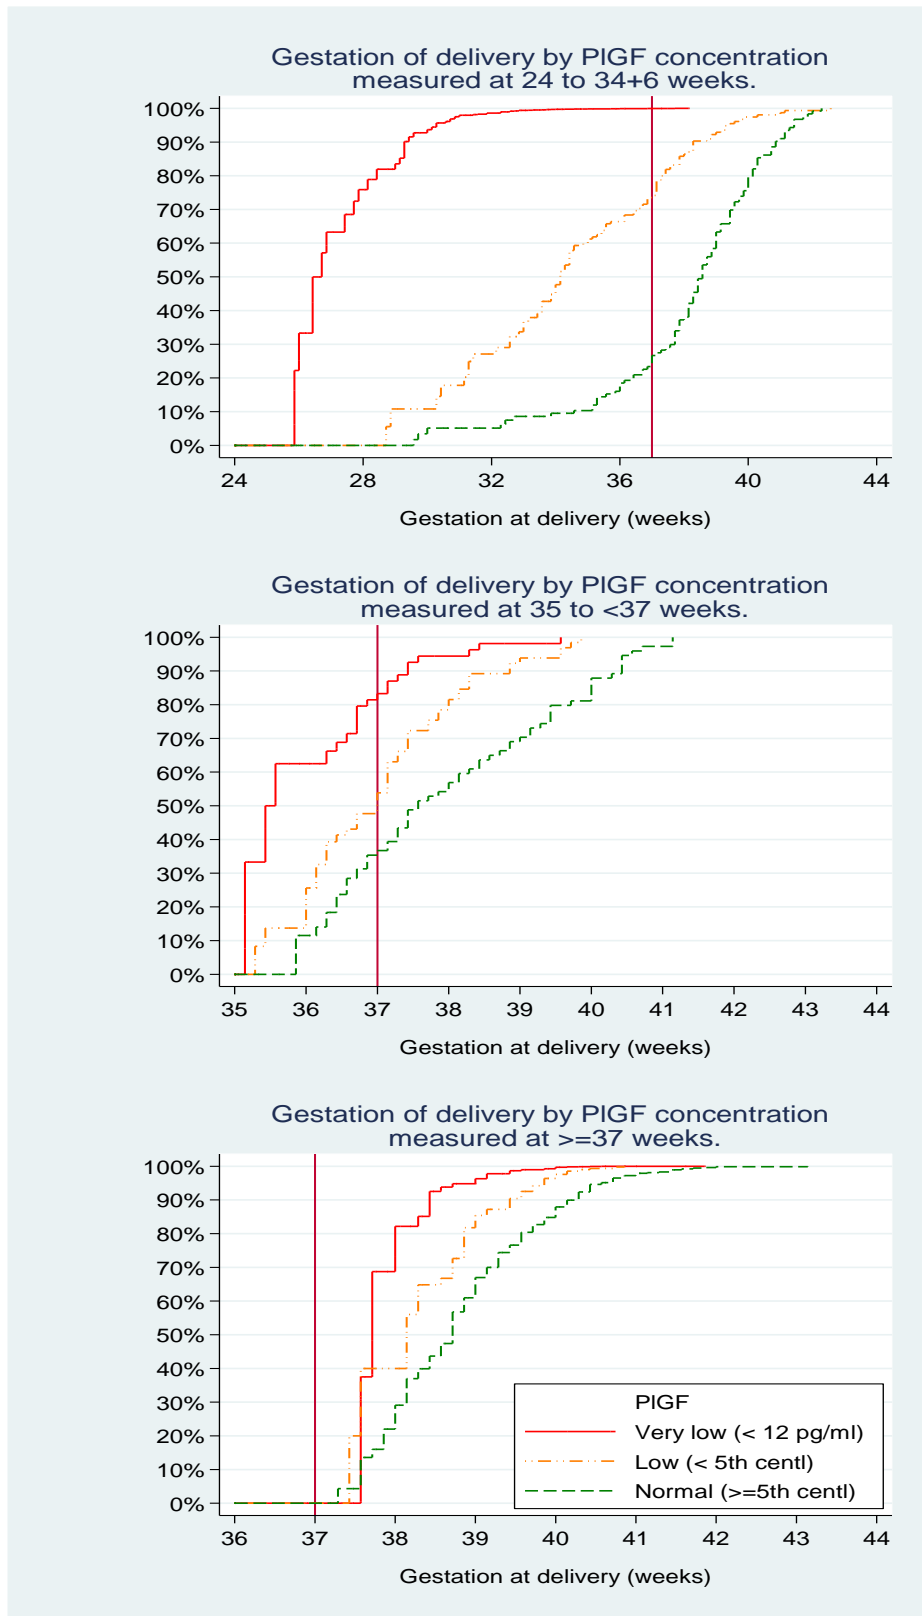 Gestation of delivery by PlGF concentration
measured at 24 to 34+6 weeks.
100%
90%
80%
70%
60%
50%
40%
30%
20%
10%
0%
24 28 32 36 40 44
Gestation at delivery (weeks)
Gestation of delivery by PlGF concentration
measured at 35 to <37 weeks.
100%
90%
80%
70%
60%
50%
40%
30%
20%
10%
0%
35 36 37 38 39 40 41 42 43 44
Gestation at delivery (weeks)
Gestation of delivery by PlGF concentration
measured at >=37 weeks.
100%
90%
80%
70%
60%
50%
40%
30%
20%
10%
0%
PlGF
Very low (< 12 pg/ml)
Low (< 5th centl)
Normal (>=5th centl)
36 37 38 39 40 41 42 43 44
Gestation at delivery (weeks)